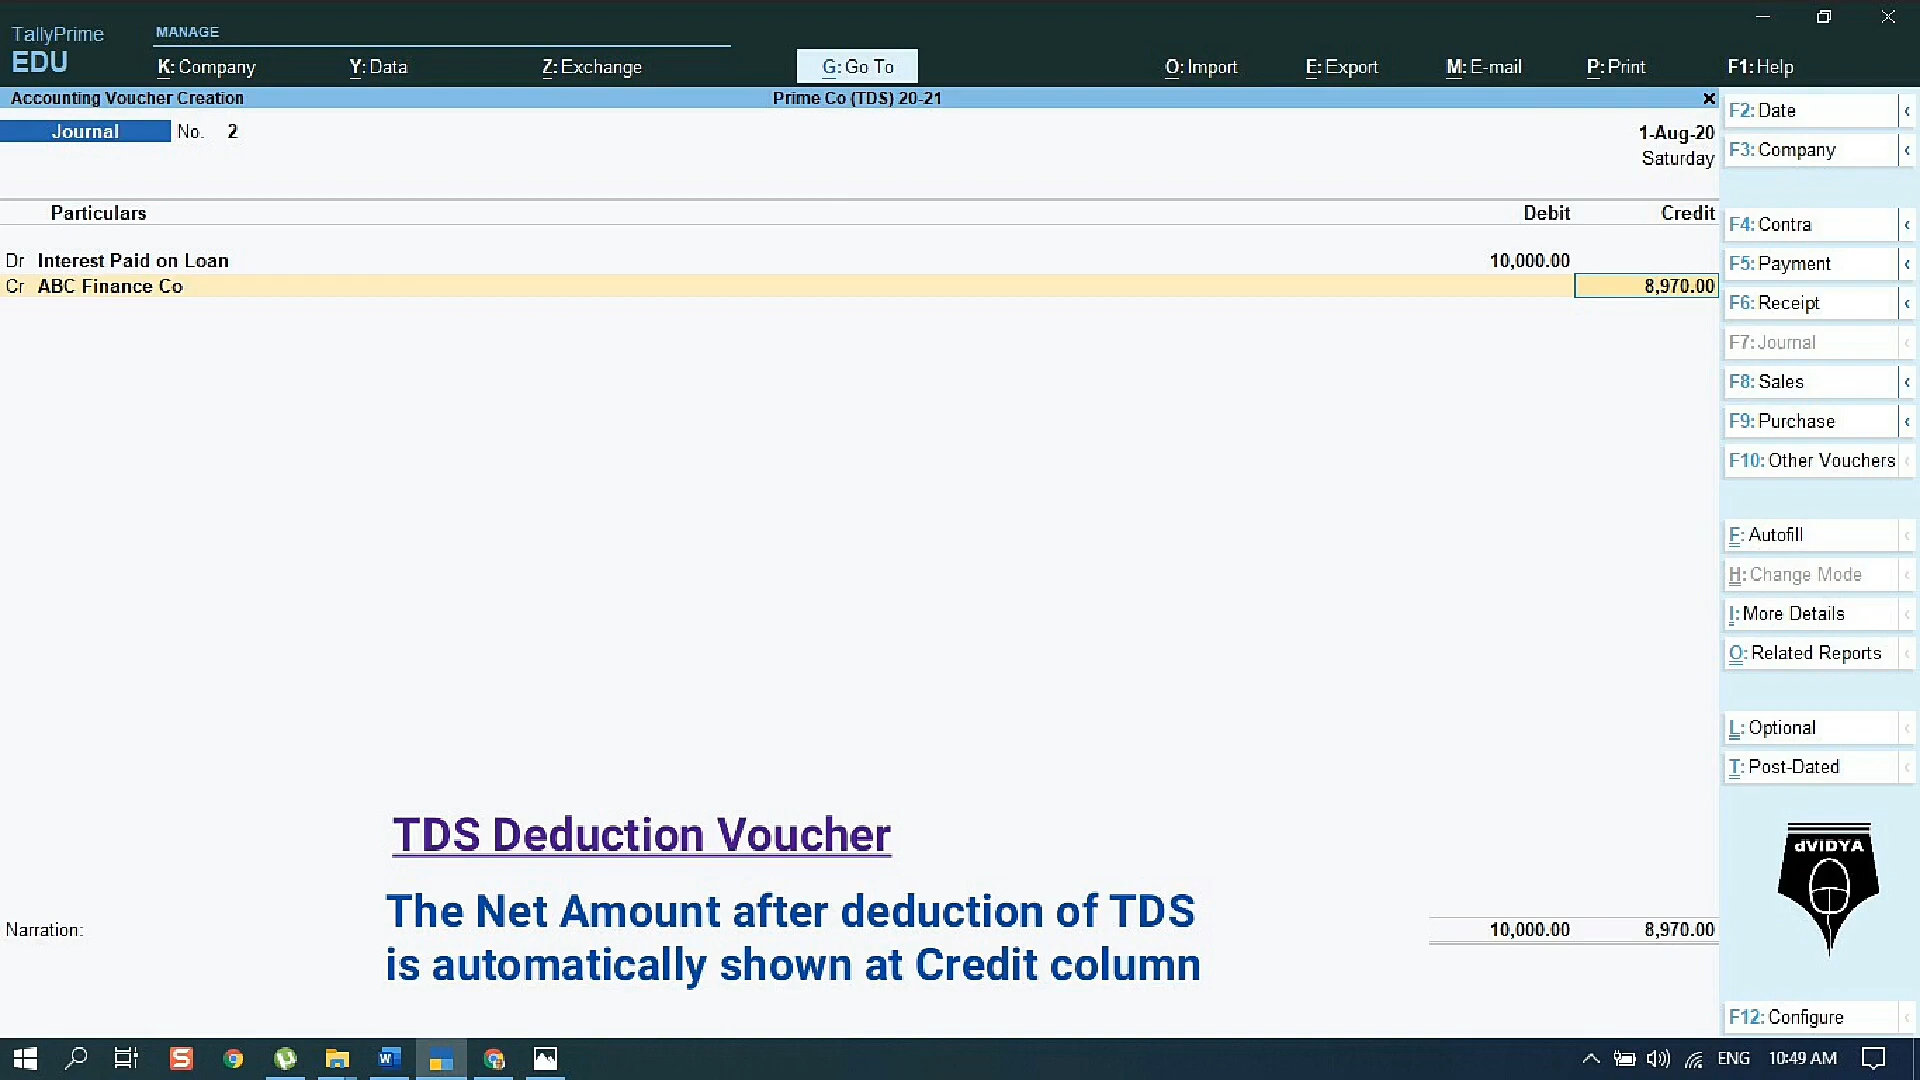 TallyPrime
EDU
MANAGE
K: Company Y: Data Z: Exchange G: Go To O: Import E: Export M: E-mail P: Print F1: Help
Accounting Voucher Creation Prime Co (TDS) 20-21
Journal No. 2 1-Aug-20
Saturday
Particulars Debit Credit
Dr Interest Paid on Loan 10,000.00
Cr ABC Finance Co 8,970.00
TDS Deduction Voucher
The Net Amount after deduction of TDS
is automatically shown at Credit column
Narration: 10,000.00 8,970.00
F2: Date
F3: Company
F4: Contra
F5: Payment
F6: Receipt
F7: Journal
F8: Sales
F9: Purchase
F10: Other Vouchers
F: Autofill
H: Change Mode
I: More Details
O: Related Reports
L: Optional
T: Post-Dated
dVIDYA
F12: Configure
ENG 10:49 AM